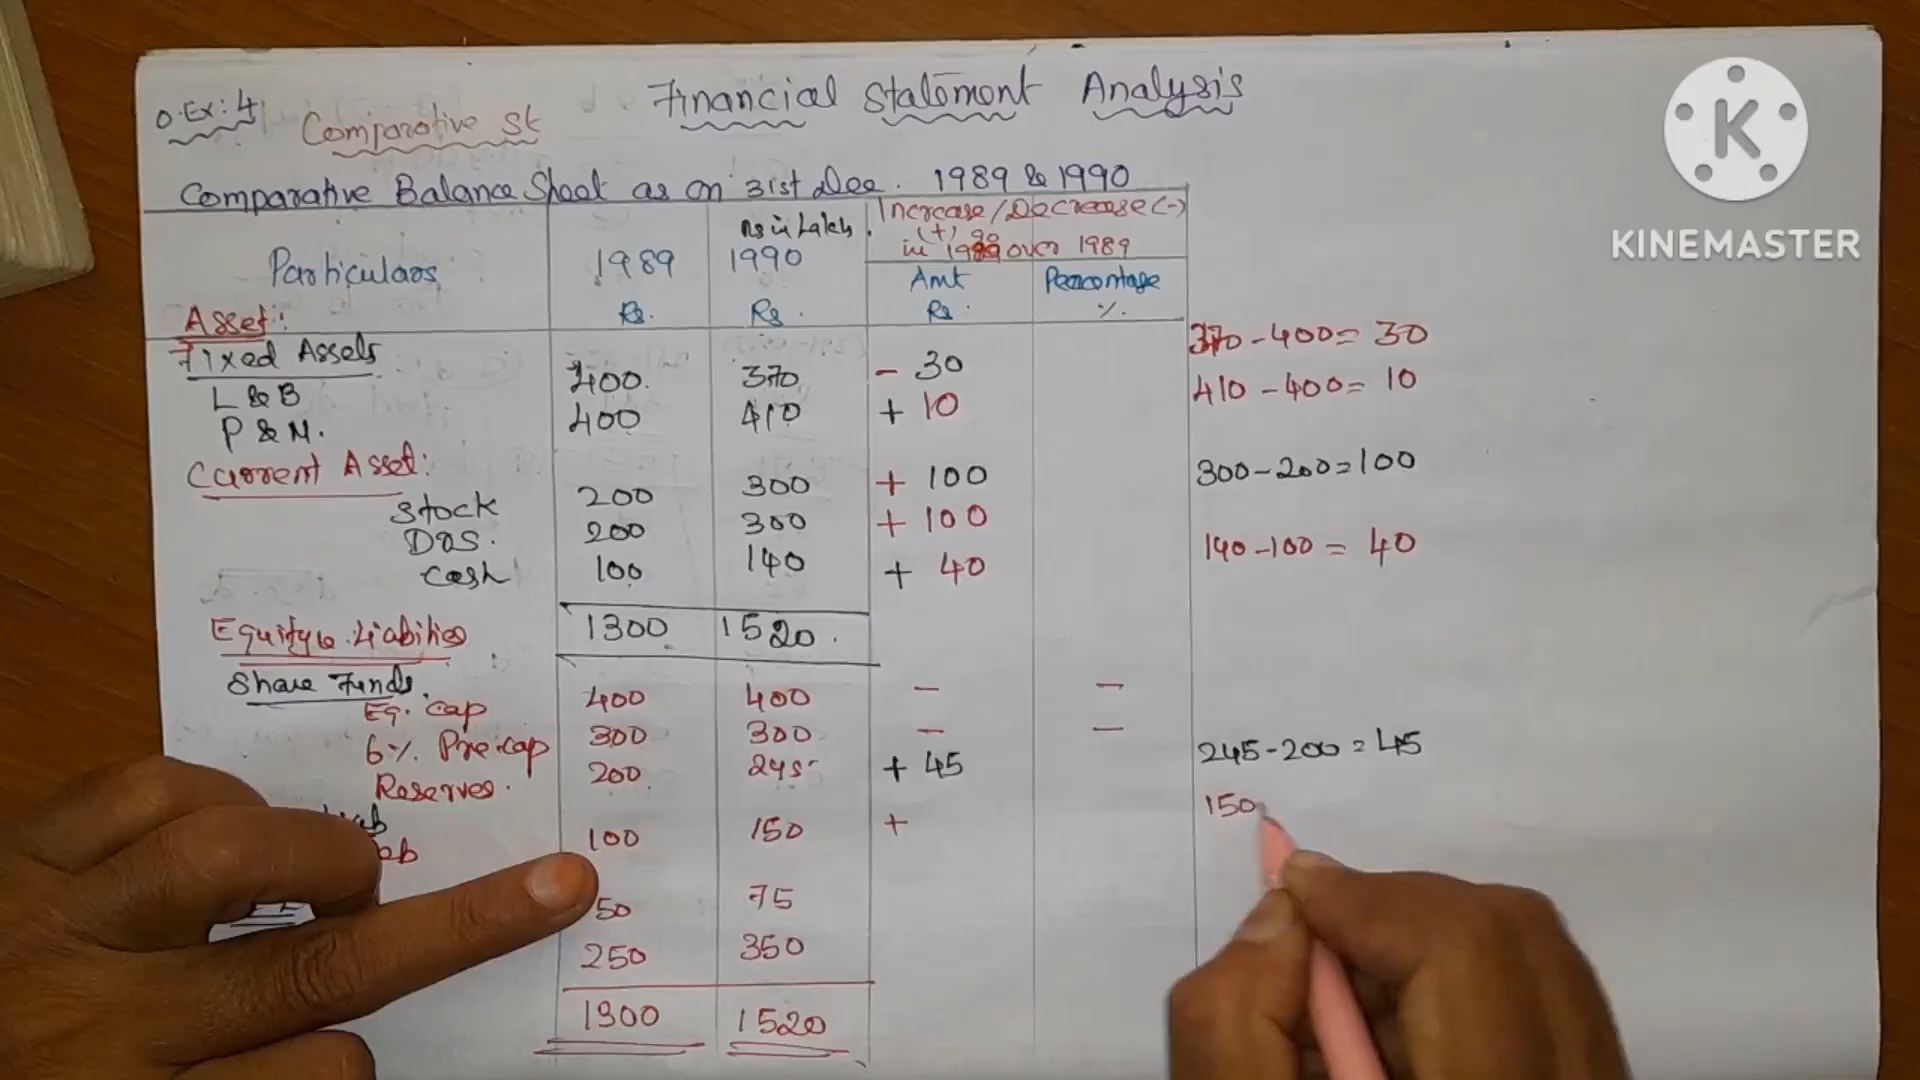 O.Ex: 4
Financial Statement Analysis
Comparative St
Comparative Balance Sheet as on 31st Dec. 1989 & 1990
Particulars 1989 Rs in Lakhs 1990 Increase/Decrease (-)
(+) in 1990 over 1989
Rs. Rs. Amt Rs. Percentage %.
Asset:
Fixed Assets
L & B 400. 370 - 30 370 - 400 = 30
P & M. 400 410 + 10 410 - 400 = 10
Current Asset:
Stock 200 300 + 100 300 - 200 = 100
Drs. 200 300 + 100
Cash 100 140 + 40 140 - 100 = 40
1300 1520.
Equity & Liabilities
Share Funds.
Eq. Cap 400 400 - -
6% Pre.cap 300 300 - -
Reserves. 200 245 + 45 245 - 200 = 45
100 150 + 150
50 75
250 350
1300 1520
K
KINEMASTER